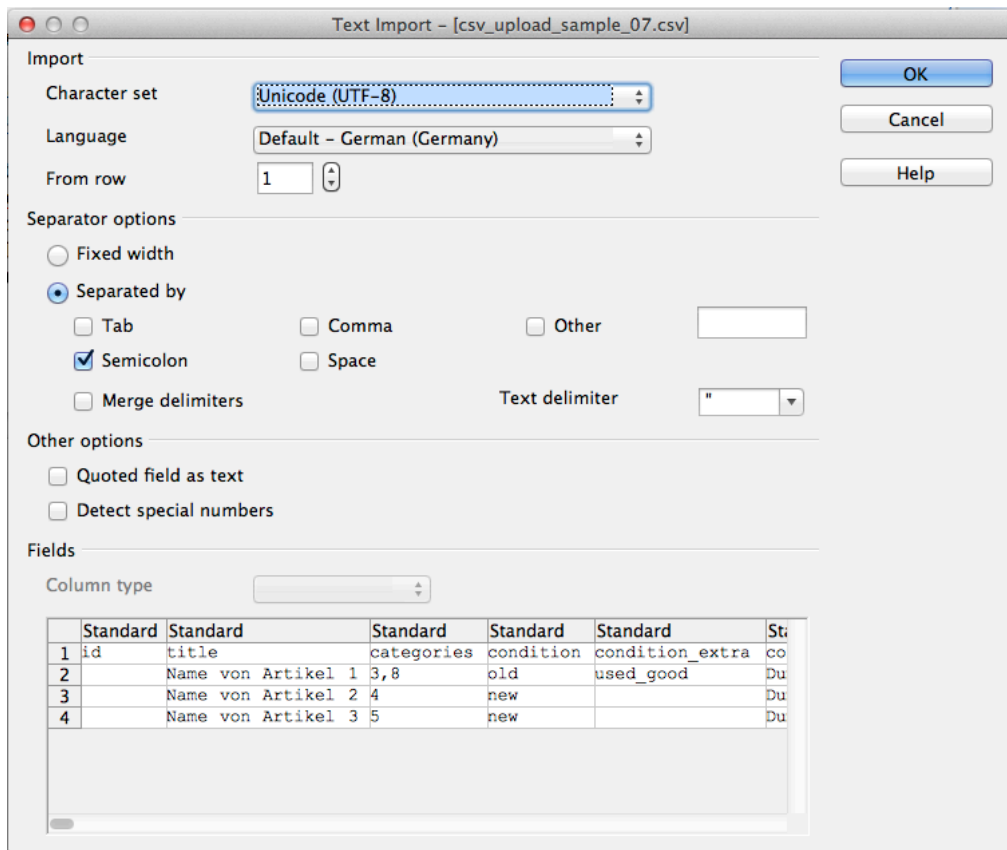 Text Import – [csv_upload_sample_07.csv]
Import
OK
Character set Unicode (UTF-8)
Cancel
Language Default – German (Germany)
From row 1
Help
Separator options
Fixed width
Separated by
Tab Comma Other
Semicolon Space
Merge delimiters Text delimiter "
Other options
Quoted field as text
Detect special numbers
Fields
Column type
Standard Standard Standard Standard Standard
1 id title categories condition condition_extra co
2 Name von Artikel 1 3,8 old used_good
3 Name von Artikel 2 4 new
4 Name von Artikel 3 5 new